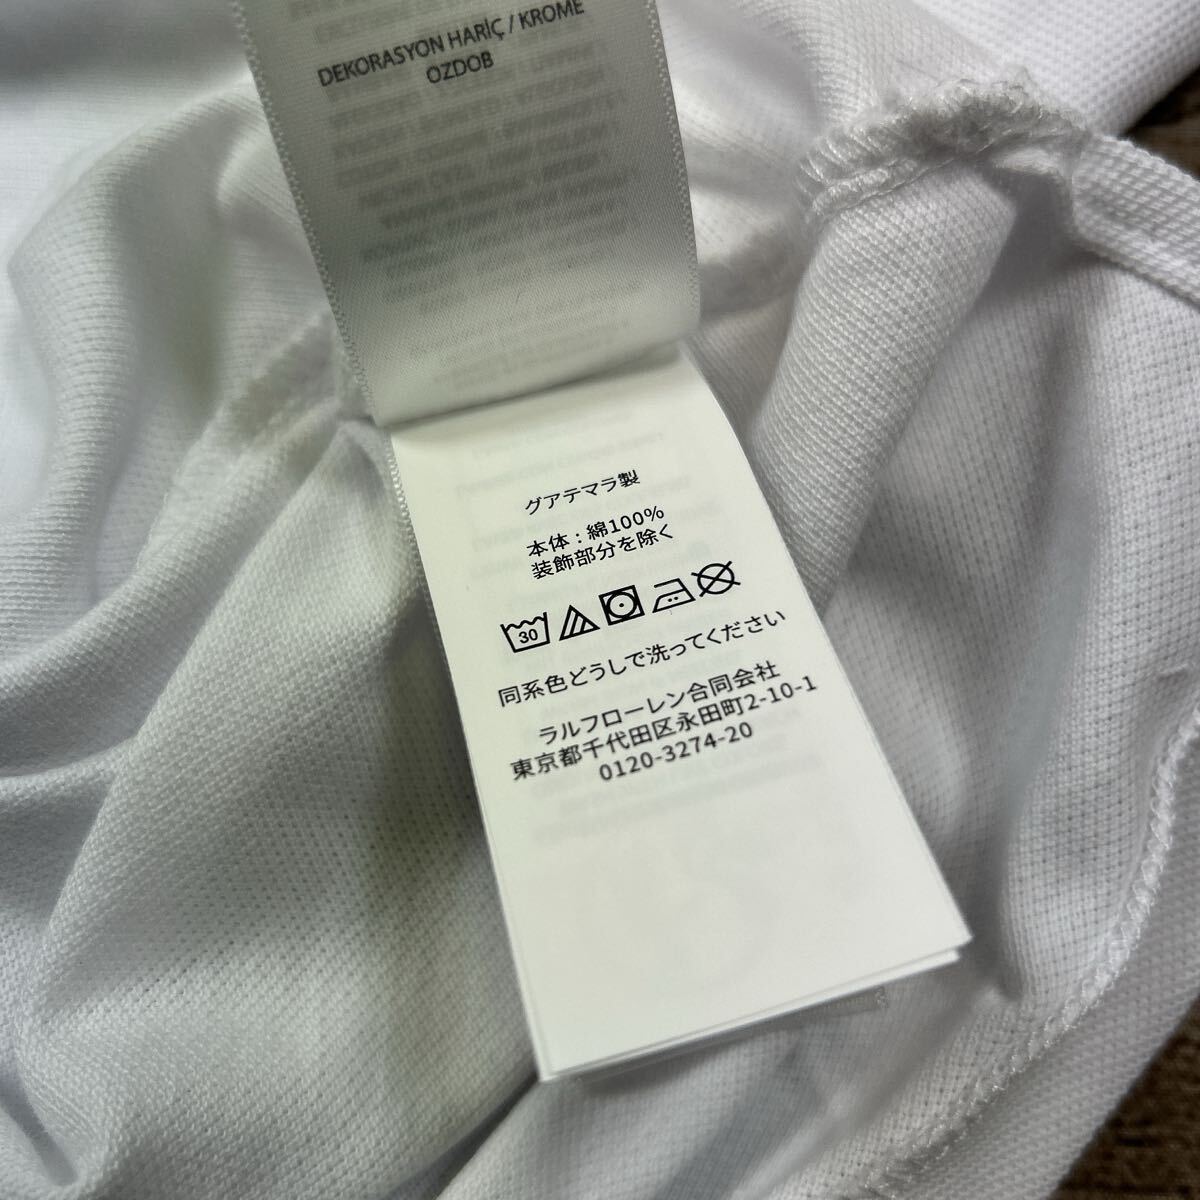 DEKORASYON HARİÇ / KROME
OZDOB
グアテマラ製
本体：綿100%
装飾部分を除く
30
同系色どうしで洗ってください
ラルフローレン合同会社
東京都千代田区永田町2-10-1
0120-3274-20